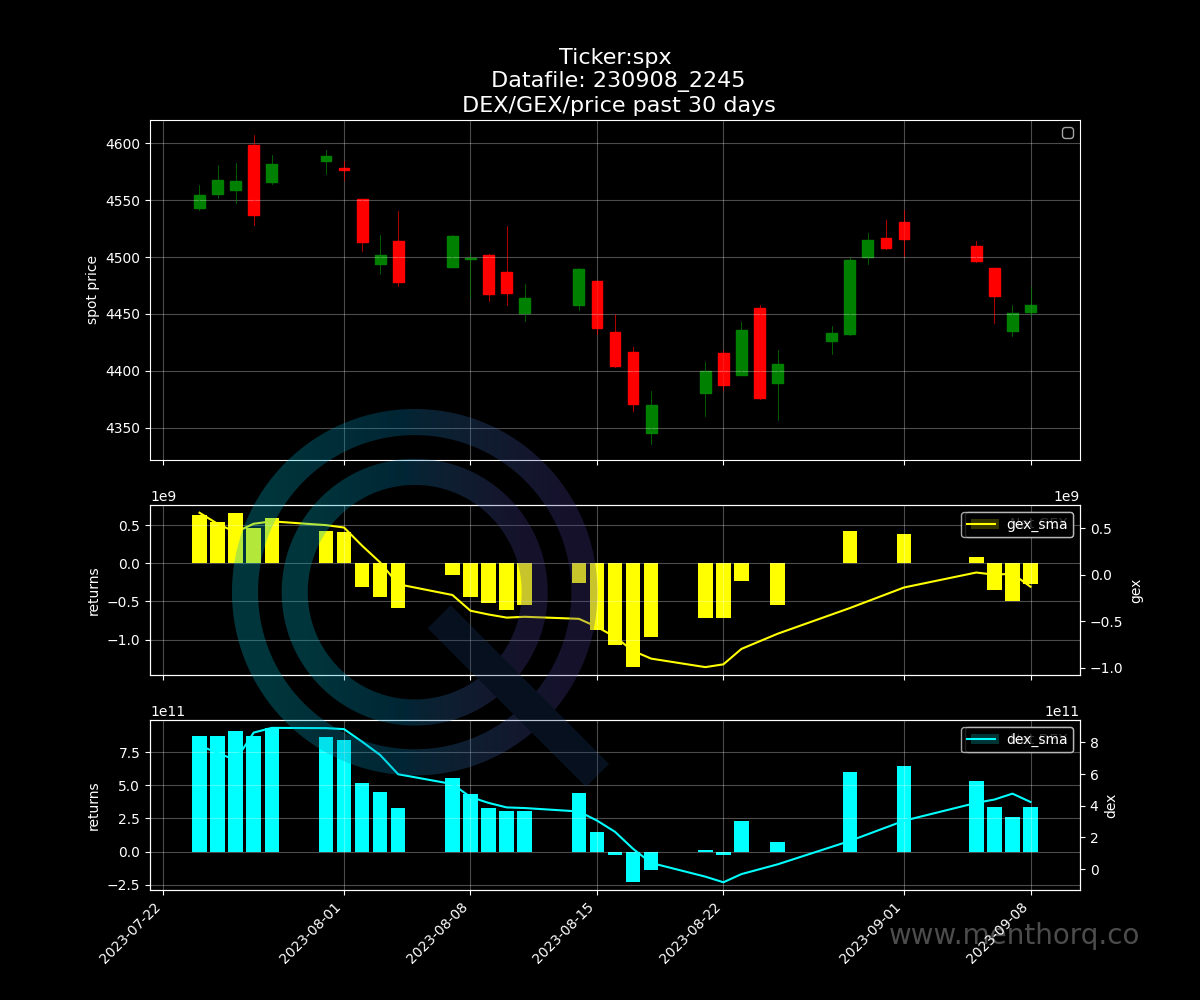 Ticker:spx
Datafile: 230908_2245
DEX/GEX/price past 30 days
4600
4550
4500
4450
4400
4350
spot price
1e9
1e9
gex_sma
0.5
0.0
−0.5
−1.0
returns
0.5
0.0
−0.5
−1.0
gex
1e11
1e11
dex_sma
7.5
5.0
2.5
0.0
−2.5
returns
8
6
4
2
0
dex
2023-07-22
2023-08-01
2023-08-08
2023-08-15
2023-08-22
2023-09-01
2023-09-08
www.menthorq.co